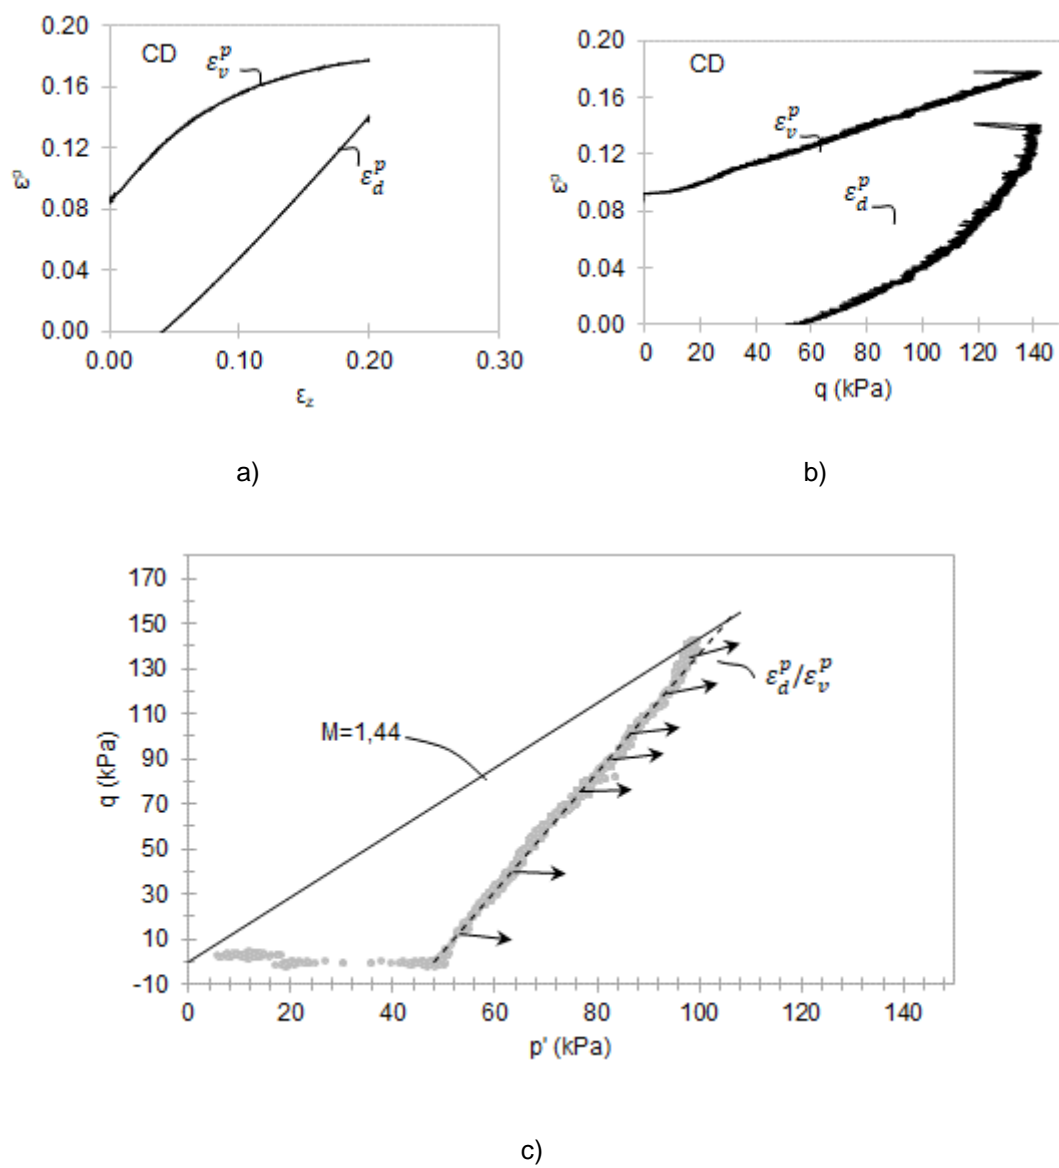 0.20
0.16
0.12
0.08
0.04
0.00
CD
ε_v^p
ε_d^p
0.00 0.10 0.20 0.30
ε_z
a)
0.20
0.16
0.12
0.08
0.04
0.00
CD
ε_v^p
ε_d^p
0 20 40 60 80 100 120 140
q (kPa)
b)
170
150
130
110
90
70
50
30
10
-10
q (kPa)
M=1,44
ε_d^p/ε_v^p
0 20 40 60 80 100 120 140
p' (kPa)
c)